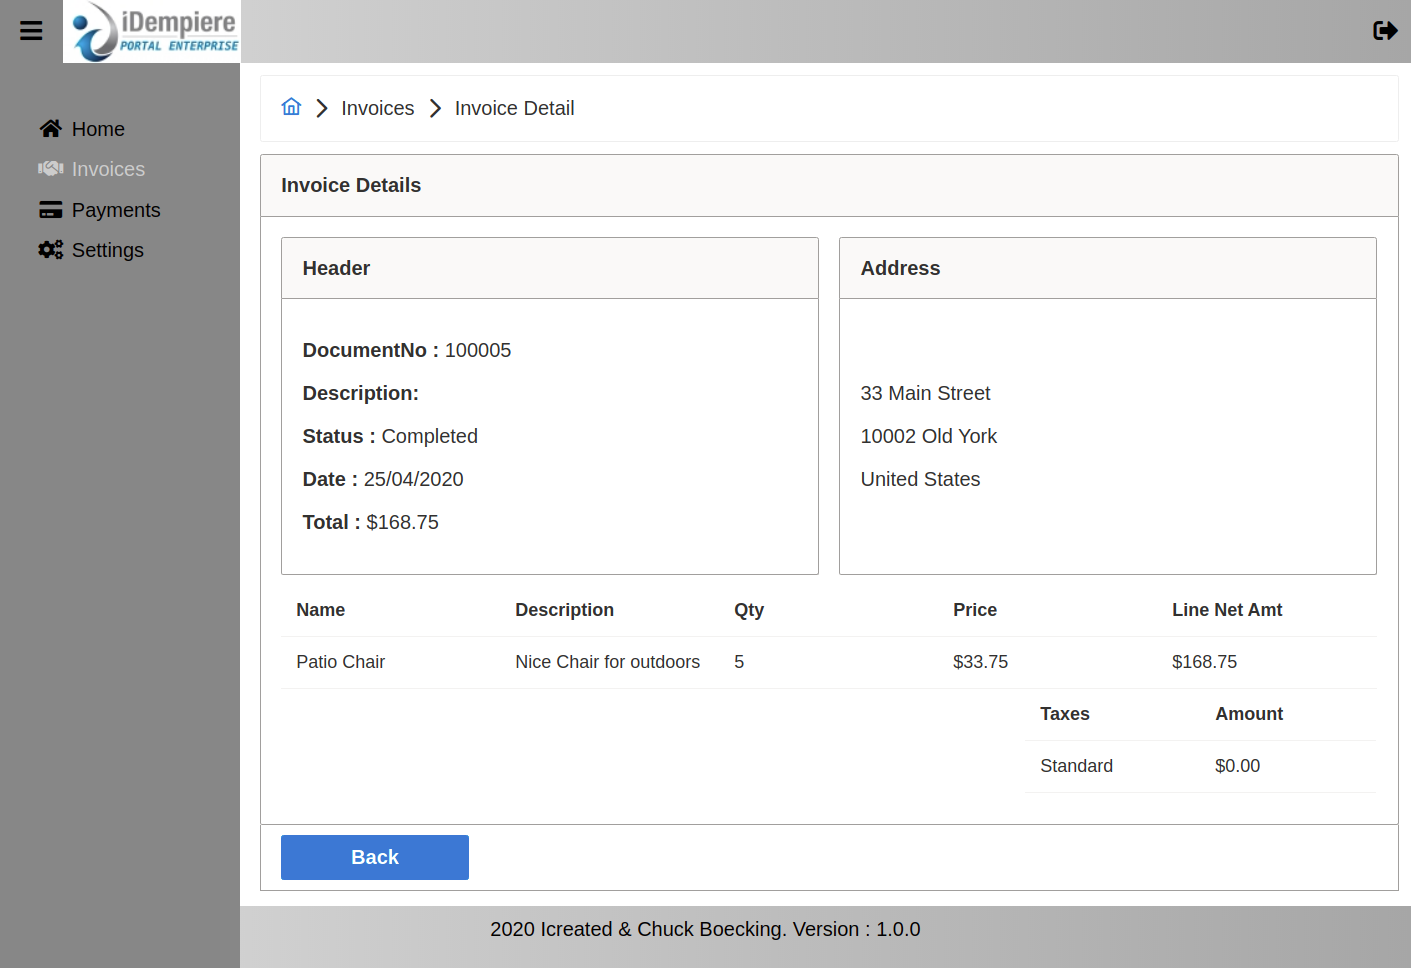 iDempiere
PORTAL ENTERPRISE
Home
Invoices
Payments
Settings
Invoices Invoice Detail
Invoice Details
Header
DocumentNo : 100005
Description:
Status : Completed
Date : 25/04/2020
Total : $168.75
Address
33 Main Street
10002 Old York
United States
Name Description Qty Price Line Net Amt
Patio Chair Nice Chair for outdoors 5 $33.75 $168.75
Taxes Amount
Standard $0.00
Back
2020 Icreated & Chuck Boecking. Version : 1.0.0